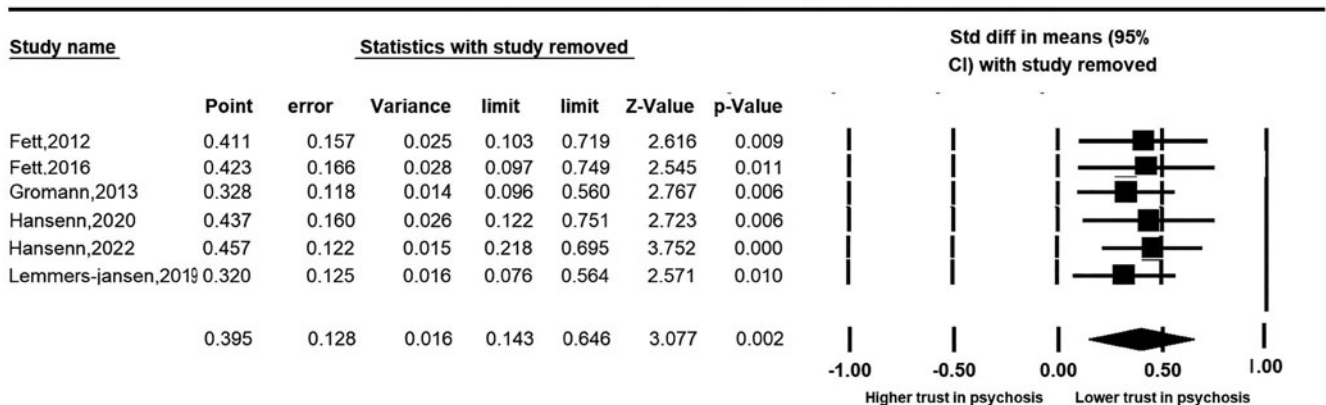 Study name Statistics with study removed Std diff in means (95%
CI) with study removed
Point error Variance limit limit Z-Value p-Value
Fett,2012 0.411 0.157 0.025 0.103 0.719 2.616 0.009
Fett,2016 0.423 0.166 0.028 0.097 0.749 2.545 0.011
Gromann,2013 0.328 0.118 0.014 0.096 0.560 2.767 0.006
Hansenn,2020 0.437 0.160 0.026 0.122 0.751 2.723 0.006
Hansenn,2022 0.457 0.122 0.015 0.218 0.695 3.752 0.000
Lemmers-jansen,2019 0.320 0.125 0.016 0.076 0.564 2.571 0.010
0.395 0.128 0.016 0.143 0.646 3.077 0.002
-1.00 -0.50 0.00 0.50 1.00
Higher trust in psychosis Lower trust in psychosis